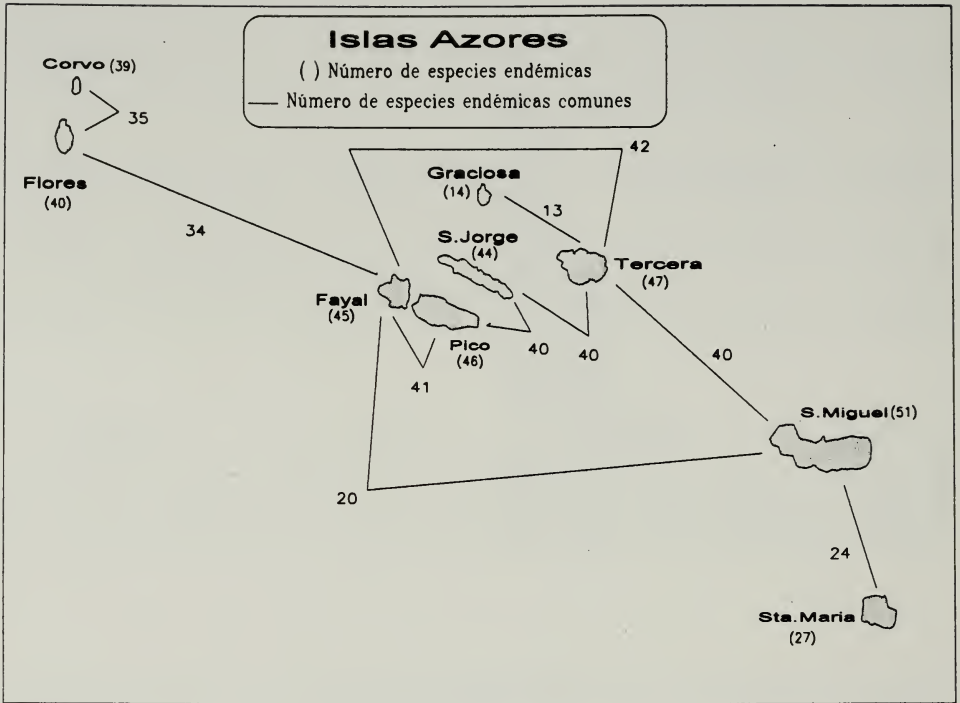 Islas Azores
( ) Número de especies endémicas
— Número de especies endémicas comunes
Corvo (39)
35
Flores
(40)
34
42
Graciosa
(14)
13
S.Jorge
(44)
Tercera
(47)
Fayal
(45)
Pico
(46)
40
40
41
40
S.Miguel (51)
20
24
Sta.Maria
(27)